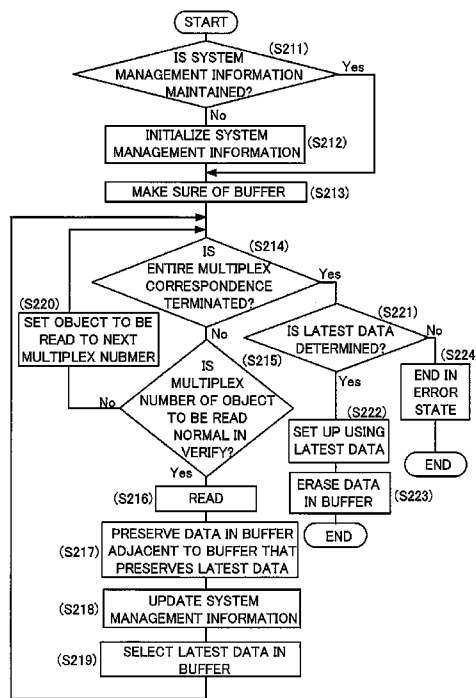 START
(S211)
IS SYSTEM
MANAGEMENT INFORMATION
MAINTAINED?
Yes
No
INITIALIZE SYSTEM
MANAGEMENT INFORMATION
(S212)
MAKE SURE OF BUFFER
(S213)
(S214)
IS
ENTIRE MULTIPLEX
CORRESPONDENCE
TERMINATED?
Yes
No
(S220)
SET OBJECT TO BE
READ TO NEXT
MULTIPLEX NUBMER
(S215)
IS
MULTIPLEX
NUMBER OF OBJECT
TO BE READ
NORMAL IN
VERIFY?
No
Yes
(S221)
IS LATEST DATA
DETERMINED?
No
Yes
(S224)
END IN
ERROR
STATE
END
(S222)
SET UP USING
LATEST DATA
ERASE DATA
IN BUFFER
(S223)
END
(S216)
READ
(S217)
PRESERVE DATA IN BUFFER
ADJACENT TO BUFFER THAT
PRESERVES LATEST DATA
(S218)
UPDATE SYSTEM
MANAGEMENT INFORMATION
(S219)
SELECT LATEST DATA IN
BUFFER